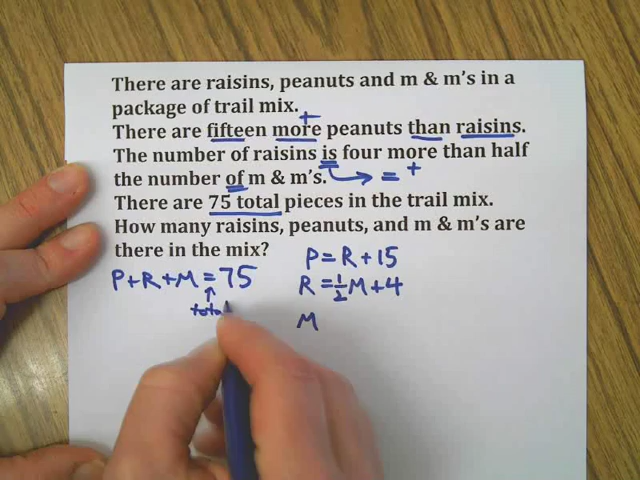 There are raisins, peanuts and m & m's in a
package of trail mix.
+
There are fifteen more peanuts than raisins.
The number of raisins is four more than half
the number of m & m's. → = +
There are 75 total pieces in the trail mix.
How many raisins, peanuts, and m & m's are
there in the mix?
P = R + 15
P + R + M = 75
R = 1/2 M + 4
↑
tota
M